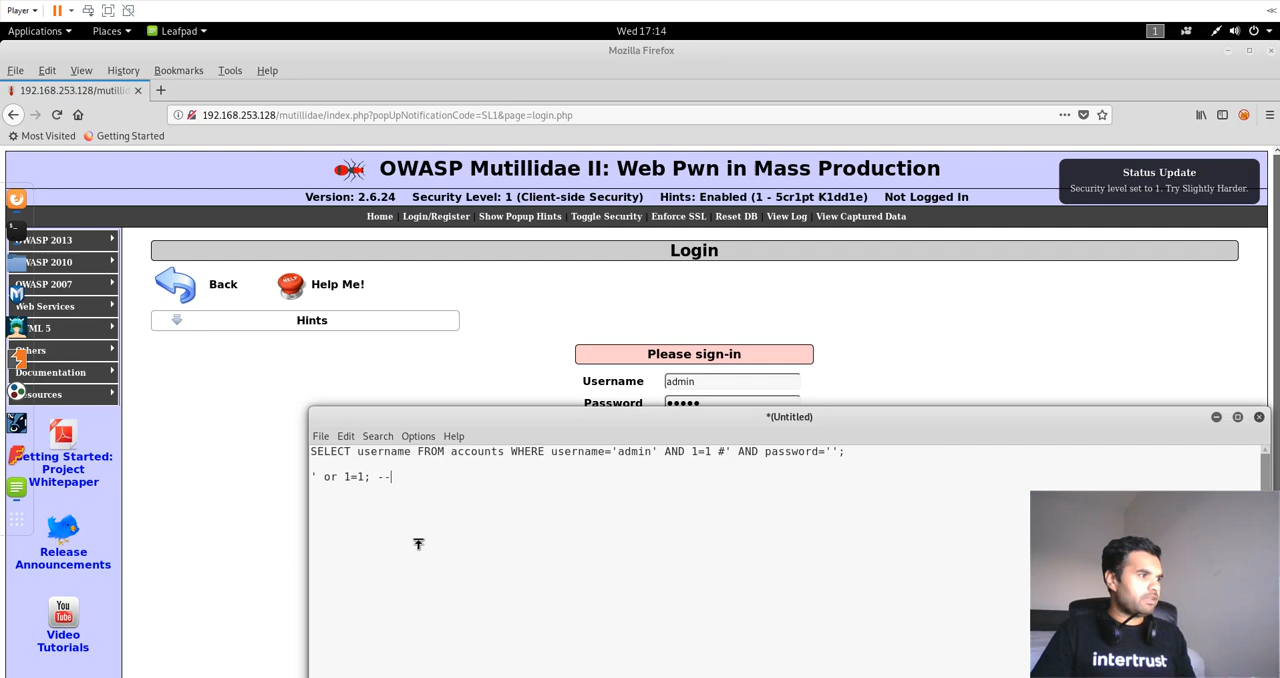 Player
Applications Places Leafpad Wed 17:14 1
Mozilla Firefox
File Edit View History Bookmarks Tools Help
192.168.253.128/mutillid
192.168.253.128/mutillidae/index.php?popUpNotificationCode=SL1&page=login.php
Most Visited Getting Started
OWASP Mutillidae II: Web Pwn in Mass Production
Version: 2.6.24 Security Level: 1 (Client-side Security) Hints: Enabled (1 - 5cr1pt K1dd1e) Not Logged In
Status Update
Security level set to 1. Try Slightly Harder.
Home | Login/Register | Show Popup Hints | Toggle Security | Enforce SSL | Reset DB | View Log | View Captured Data
OWASP 2013
WASP 2010
OWASP 2007
Web Services
TML 5
Others
Documentation
esources
Getting Started:
Project
Whitepaper
Release
Announcements
You
Tube
Video
Tutorials
Login
Back HELP Help Me!
Hints
Please sign-in
Username admin
Password •••••
*(Untitled)
File Edit Search Options Help
SELECT username FROM accounts WHERE username='admin' AND 1=1 #' AND password='';
' or 1=1; --
intertrust